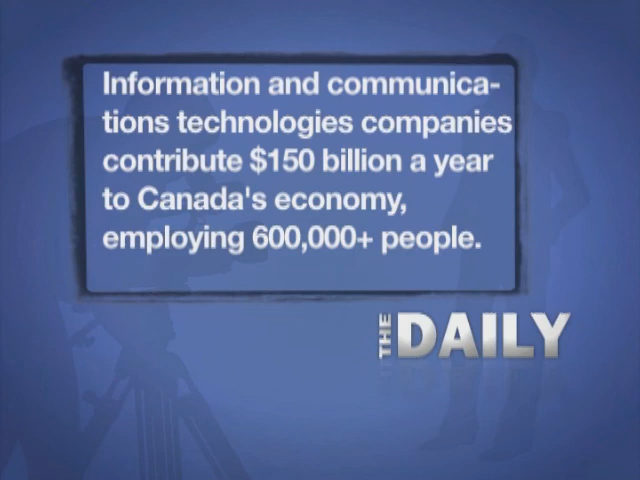 Information and communica-
tions technologies companies
contribute $150 billion a year
to Canada's economy,
employing 600,000+ people.
THE DAILY